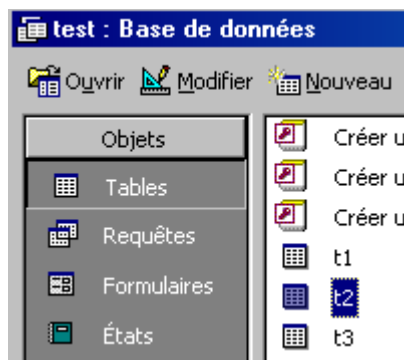 test : Base de données
Ouvrir Modifier Nouveau
Objets
Tables
Requêtes
Formulaires
États
Créer u
Créer u
Créer u
t1
t2
t3